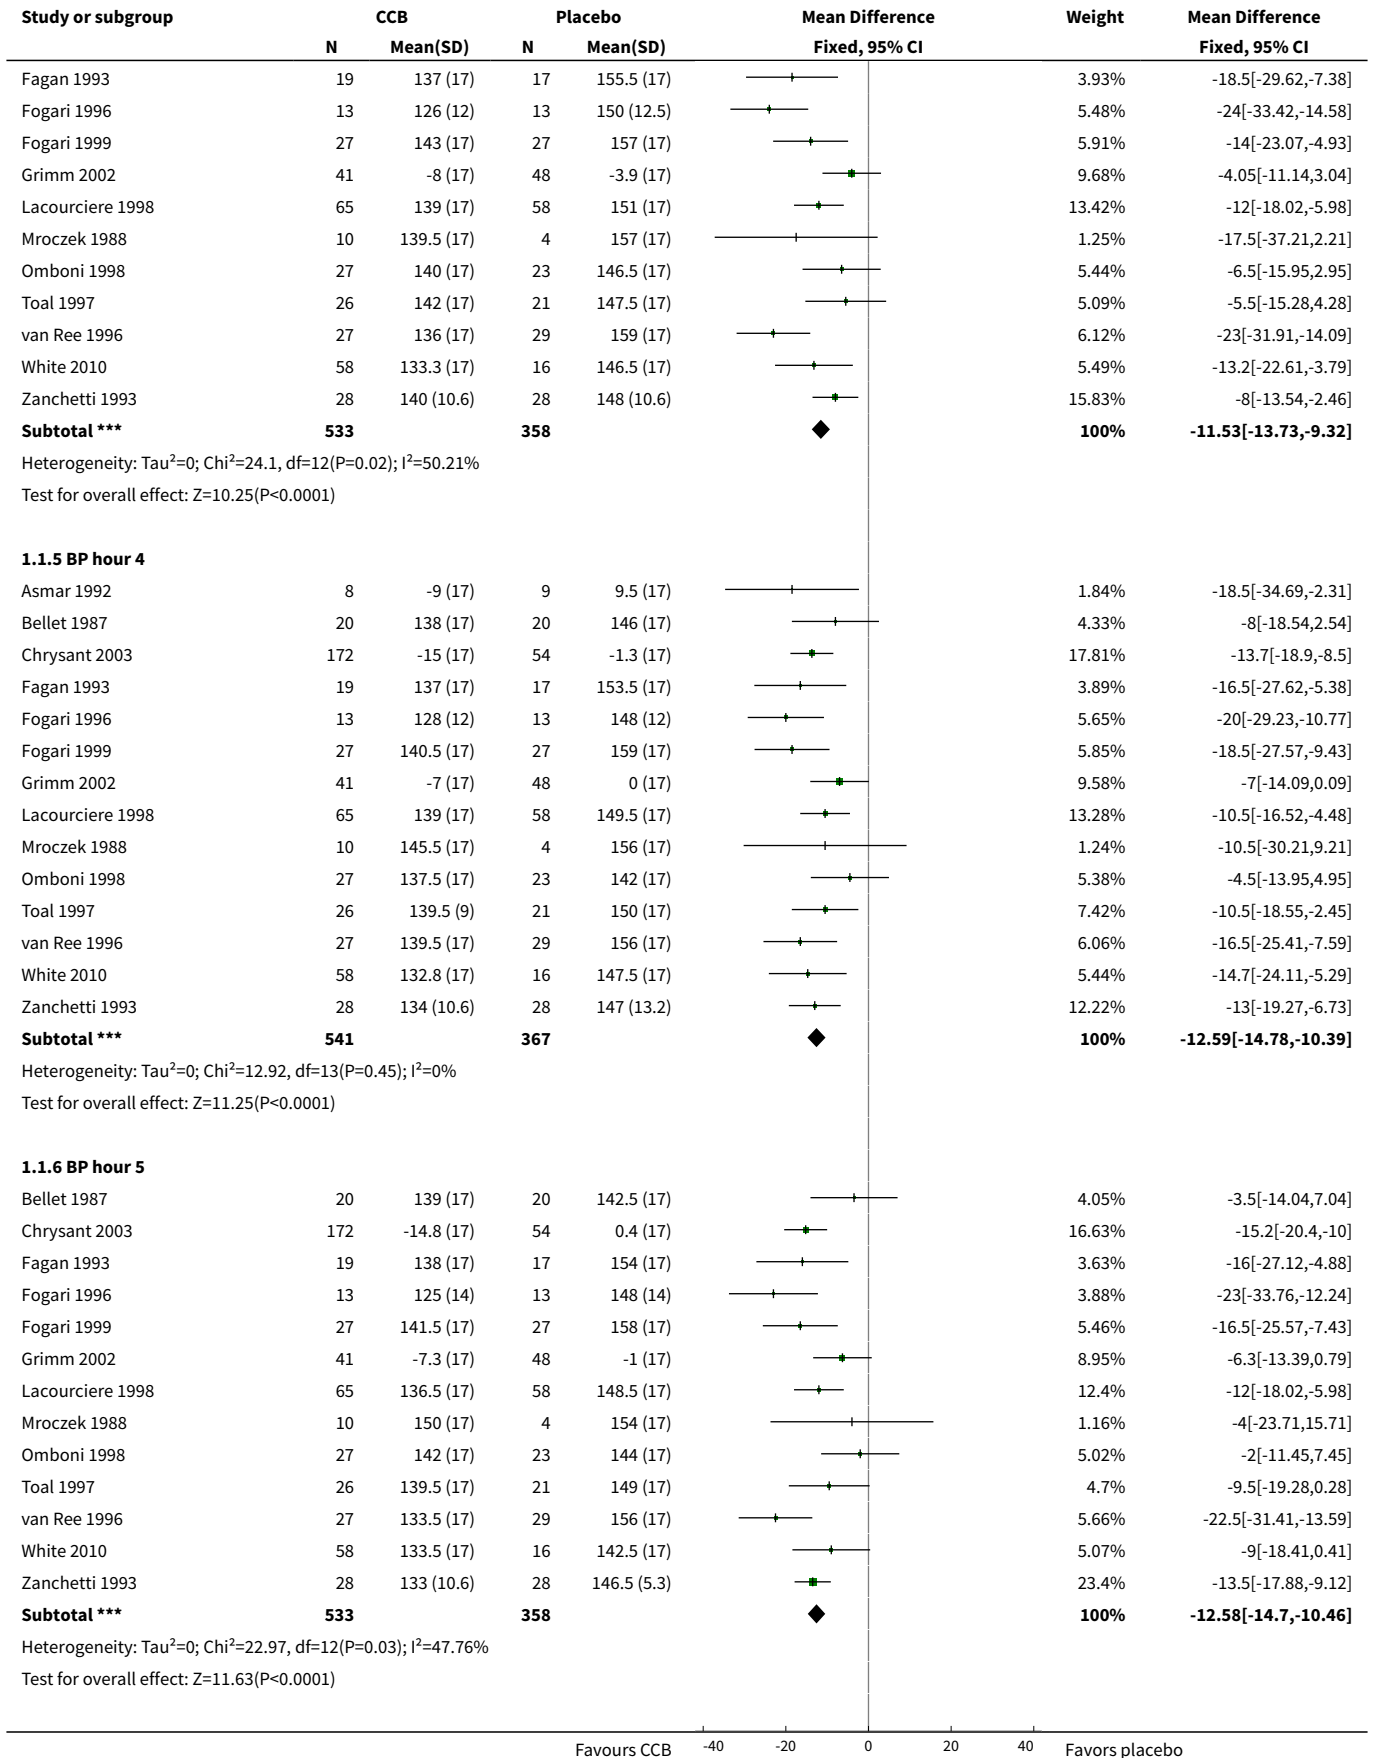 Study or subgroup CCB Placebo Mean Difference Weight Mean Difference
N Mean(SD) N Mean(SD) Fixed, 95% CI Fixed, 95% CI
Fagan 1993 19 137 (17) 17 155.5 (17) 3.93% -18.5[-29.62,-7.38]
Fogari 1996 13 126 (12) 13 150 (12.5) 5.48% -24[-33.42,-14.58]
Fogari 1999 27 143 (17) 27 157 (17) 5.91% -14[-23.07,-4.93]
Grimm 2002 41 -8 (17) 48 -3.9 (17) 9.68% -4.05[-11.14,3.04]
Lacourciere 1998 65 139 (17) 58 151 (17) 13.42% -12[-18.02,-5.98]
Mroczek 1988 10 139.5 (17) 4 157 (17) 1.25% -17.5[-37.21,2.21]
Omboni 1998 27 140 (17) 23 146.5 (17) 5.44% -6.5[-15.95,2.95]
Toal 1997 26 142 (17) 21 147.5 (17) 5.09% -5.5[-15.28,4.28]
van Ree 1996 27 136 (17) 29 159 (17) 6.12% -23[-31.91,-14.09]
White 2010 58 133.3 (17) 16 146.5 (17) 5.49% -13.2[-22.61,-3.79]
Zanchetti 1993 28 140 (10.6) 28 148 (10.6) 15.83% -8[-13.54,-2.46]
Subtotal *** 533 358 100% -11.53[-13.73,-9.32]
Heterogeneity: Tau²=0; Chi²=24.1, df=12(P=0.02); I²=50.21%
Test for overall effect: Z=10.25(P<0.0001)
1.1.5 BP hour 4
Asmar 1992 8 -9 (17) 9 9.5 (17) 1.84% -18.5[-34.69,-2.31]
Bellet 1987 20 138 (17) 20 146 (17) 4.33% -8[-18.54,2.54]
Chrysant 2003 172 -15 (17) 54 -1.3 (17) 17.81% -13.7[-18.9,-8.5]
Fagan 1993 19 137 (17) 17 153.5 (17) 3.89% -16.5[-27.62,-5.38]
Fogari 1996 13 128 (12) 13 148 (12) 5.65% -20[-29.23,-10.77]
Fogari 1999 27 140.5 (17) 27 159 (17) 5.85% -18.5[-27.57,-9.43]
Grimm 2002 41 -7 (17) 48 0 (17) 9.58% -7[-14.09,0.09]
Lacourciere 1998 65 139 (17) 58 149.5 (17) 13.28% -10.5[-16.52,-4.48]
Mroczek 1988 10 145.5 (17) 4 156 (17) 1.24% -10.5[-30.21,9.21]
Omboni 1998 27 137.5 (17) 23 142 (17) 5.38% -4.5[-13.95,4.95]
Toal 1997 26 139.5 (9) 21 150 (17) 7.42% -10.5[-18.55,-2.45]
van Ree 1996 27 139.5 (17) 29 156 (17) 6.06% -16.5[-25.41,-7.59]
White 2010 58 132.8 (17) 16 147.5 (17) 5.44% -14.7[-24.11,-5.29]
Zanchetti 1993 28 134 (10.6) 28 147 (13.2) 12.22% -13[-19.27,-6.73]
Subtotal *** 541 367 100% -12.59[-14.78,-10.39]
Heterogeneity: Tau²=0; Chi²=12.92, df=13(P=0.45); I²=0%
Test for overall effect: Z=11.25(P<0.0001)
1.1.6 BP hour 5
Bellet 1987 20 139 (17) 20 142.5 (17) 4.05% -3.5[-14.04,7.04]
Chrysant 2003 172 -14.8 (17) 54 0.4 (17) 16.63% -15.2[-20.4,-10]
Fagan 1993 19 138 (17) 17 154 (17) 3.63% -16[-27.12,-4.88]
Fogari 1996 13 125 (14) 13 148 (14) 3.88% -23[-33.76,-12.24]
Fogari 1999 27 141.5 (17) 27 158 (17) 5.46% -16.5[-25.57,-7.43]
Grimm 2002 41 -7.3 (17) 48 -1 (17) 8.95% -6.3[-13.39,0.79]
Lacourciere 1998 65 136.5 (17) 58 148.5 (17) 12.4% -12[-18.02,-5.98]
Mroczek 1988 10 150 (17) 4 154 (17) 1.16% -4[-23.71,15.71]
Omboni 1998 27 142 (17) 23 144 (17) 5.02% -2[-11.45,7.45]
Toal 1997 26 139.5 (17) 21 149 (17) 4.7% -9.5[-19.28,0.28]
van Ree 1996 27 133.5 (17) 29 156 (17) 5.66% -22.5[-31.41,-13.59]
White 2010 58 133.5 (17) 16 142.5 (17) 5.07% -9[-18.41,0.41]
Zanchetti 1993 28 133 (10.6) 28 146.5 (5.3) 23.4% -13.5[-17.88,-9.12]
Subtotal *** 533 358 100% -12.58[-14.7,-10.46]
Heterogeneity: Tau²=0; Chi²=22.97, df=12(P=0.03); I²=47.76%
Test for overall effect: Z=11.63(P<0.0001)
Favours CCB -40 -20 0 20 40 Favors placebo